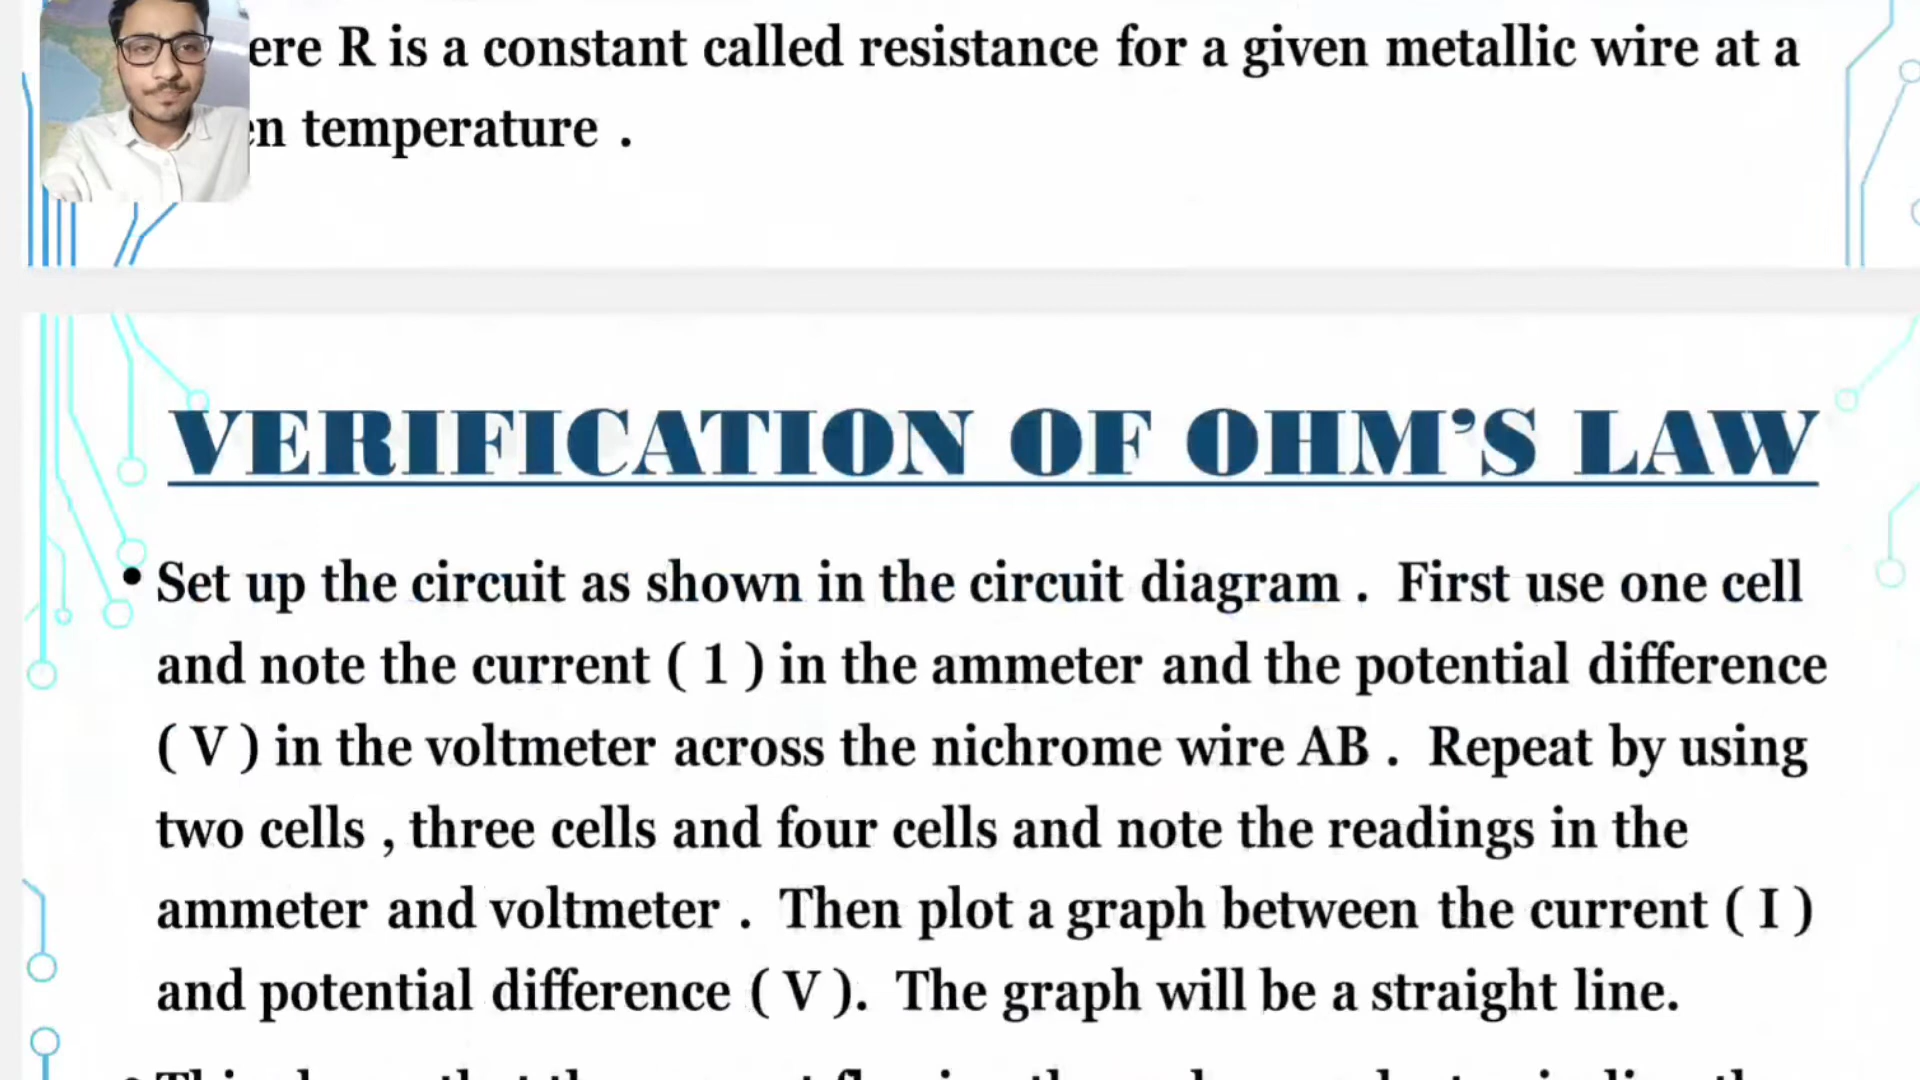 ere R is a constant called resistance for a given metallic wire at a
en temperature .
VERIFICATION OF OHM'S LAW
• Set up the circuit as shown in the circuit diagram . First use one cell
and note the current ( 1 ) in the ammeter and the potential difference
( V ) in the voltmeter across the nichrome wire AB . Repeat by using
two cells , three cells and four cells and note the readings in the
ammeter and voltmeter . Then plot a graph between the current ( I )
and potential difference ( V ). The graph will be a straight line.